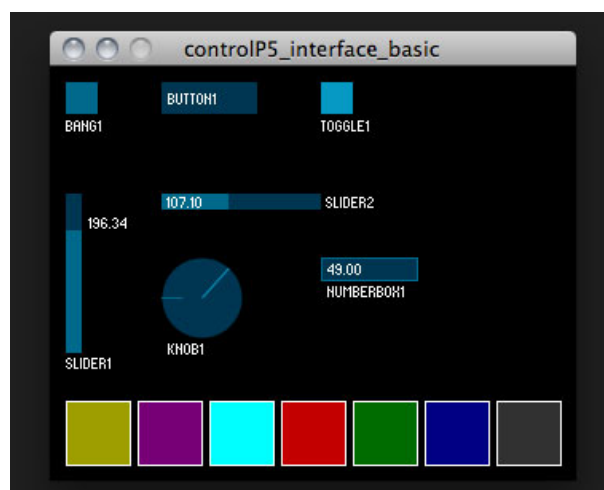 controlP5_interface_basic
BANG1
BUTTON1
TOGGLE1
196.34
107.10
SLIDER2
49.00
NUMBERBOX1
KNOB1
SLIDER1